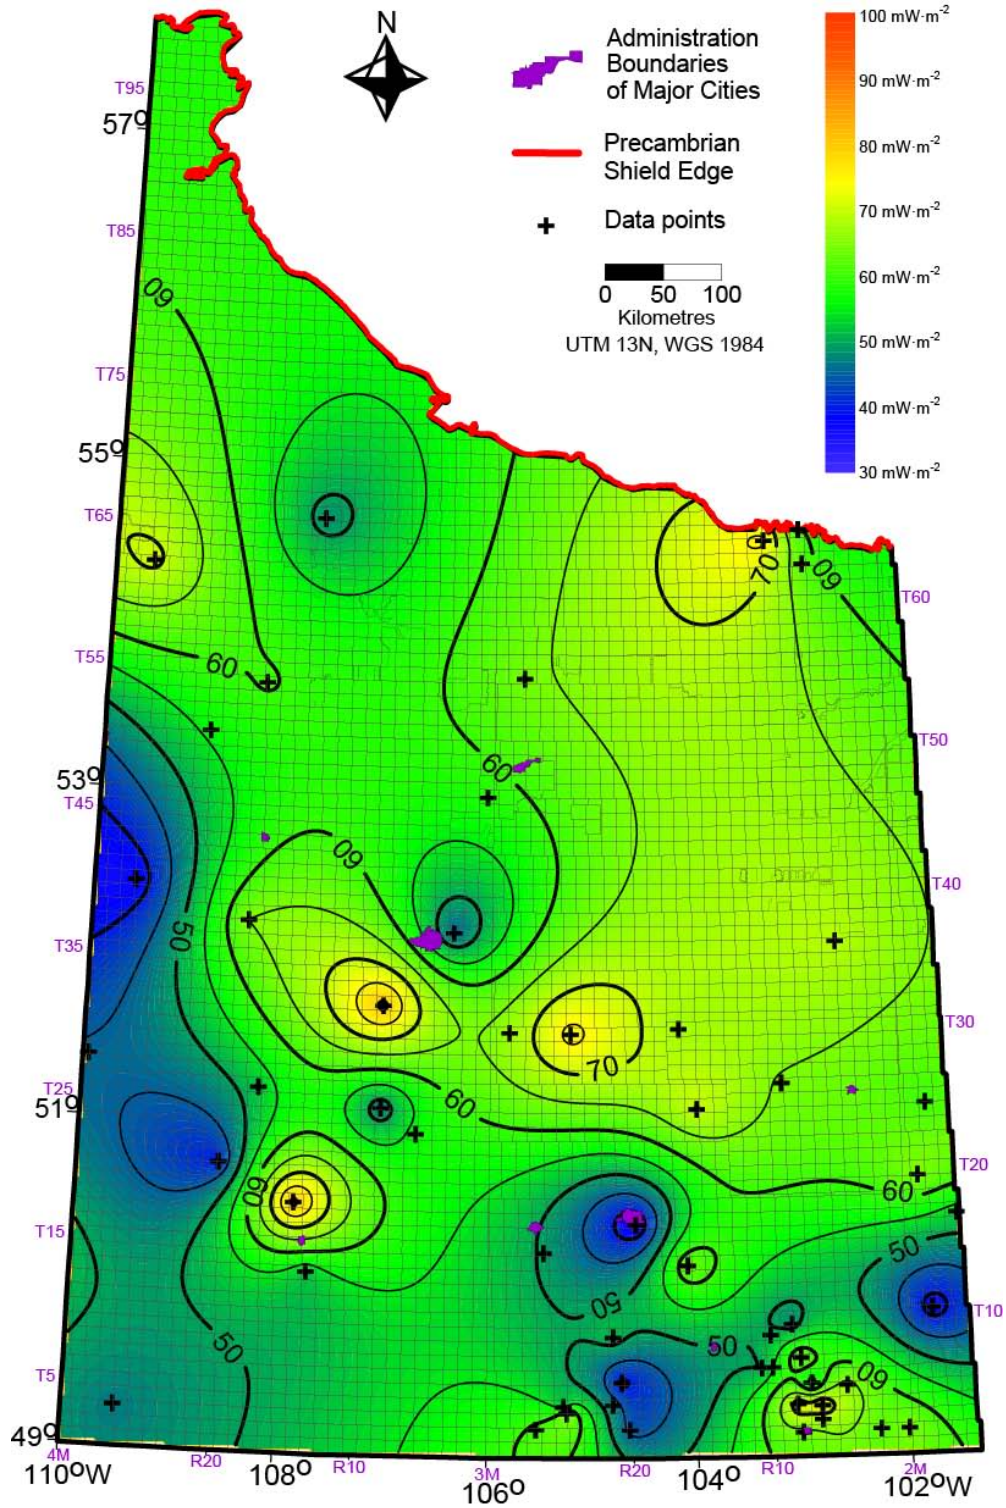 N
Administration
Boundaries
of Major Cities
Precambrian
Shield Edge
Data points
0 50 100
Kilometres
UTM 13N, WGS 1984
100 mW·m-2
90 mW·m-2
80 mW·m-2
70 mW·m-2
60 mW·m-2
50 mW·m-2
40 mW·m-2
30 mW·m-2
T95
57º
T85
60
T75
55º
T65
70
60
T60
T55
60
T50
60
53º
T45
60
T40
T35
50
T30
70
T25
51º
60
T20
60
60
T15
50
50
T10
50
50
T5
60
49º
4M
R20
R10
3M
R20
R10
2M
110ºW
108º
106º
104º
102ºW